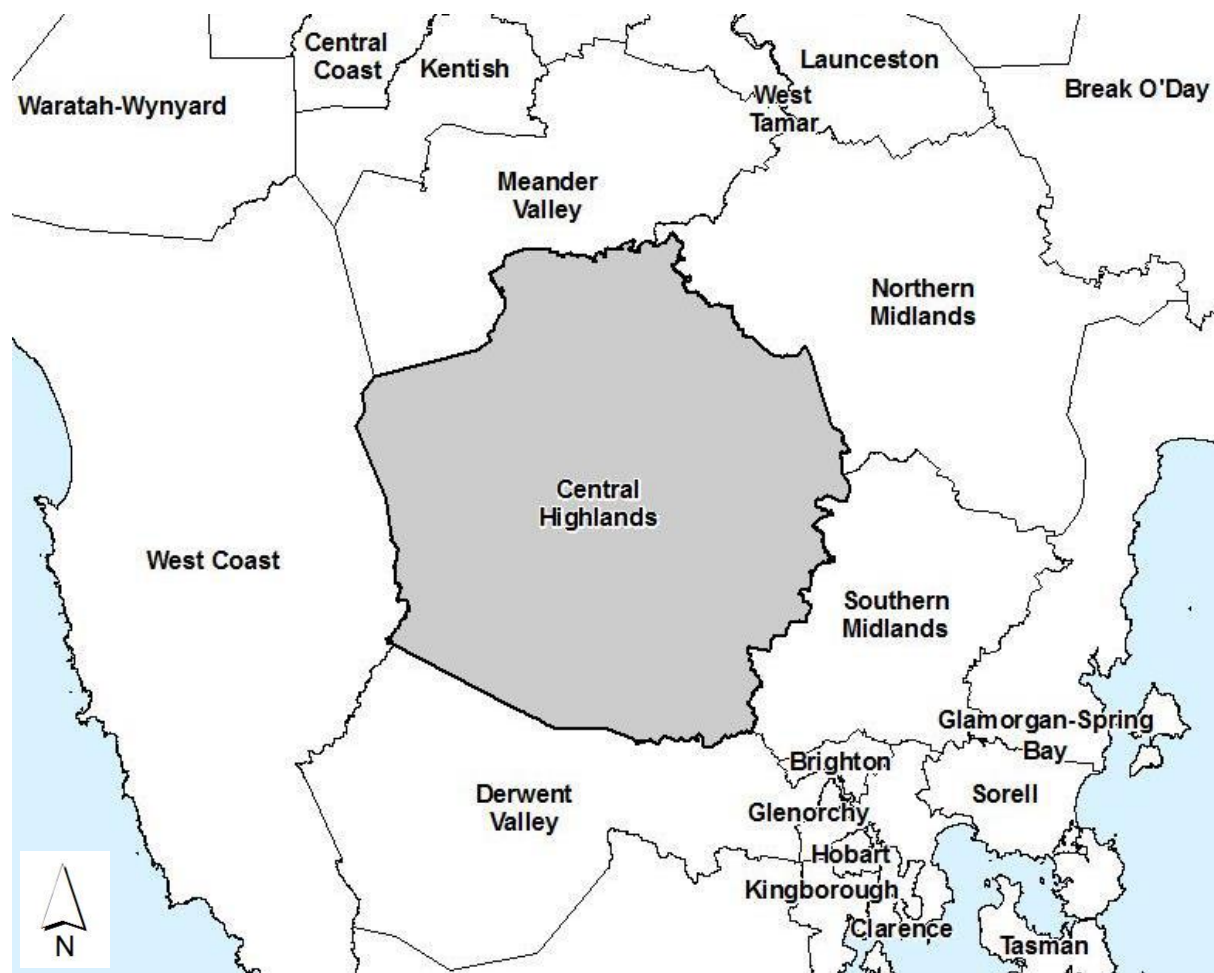 Central
Coast
Kentish
Launceston
Waratah-Wynyard
West
Tamar
Break O'Day
Meander
Valley
Northern
Midlands
Central
Highlands
West Coast
Southern
Midlands
Glamorgan-Spring
Bay
Brighton
Derwent
Valley
Sorell
Glenorchy
Hobart
Kingborough
Clarence
Tasman
N